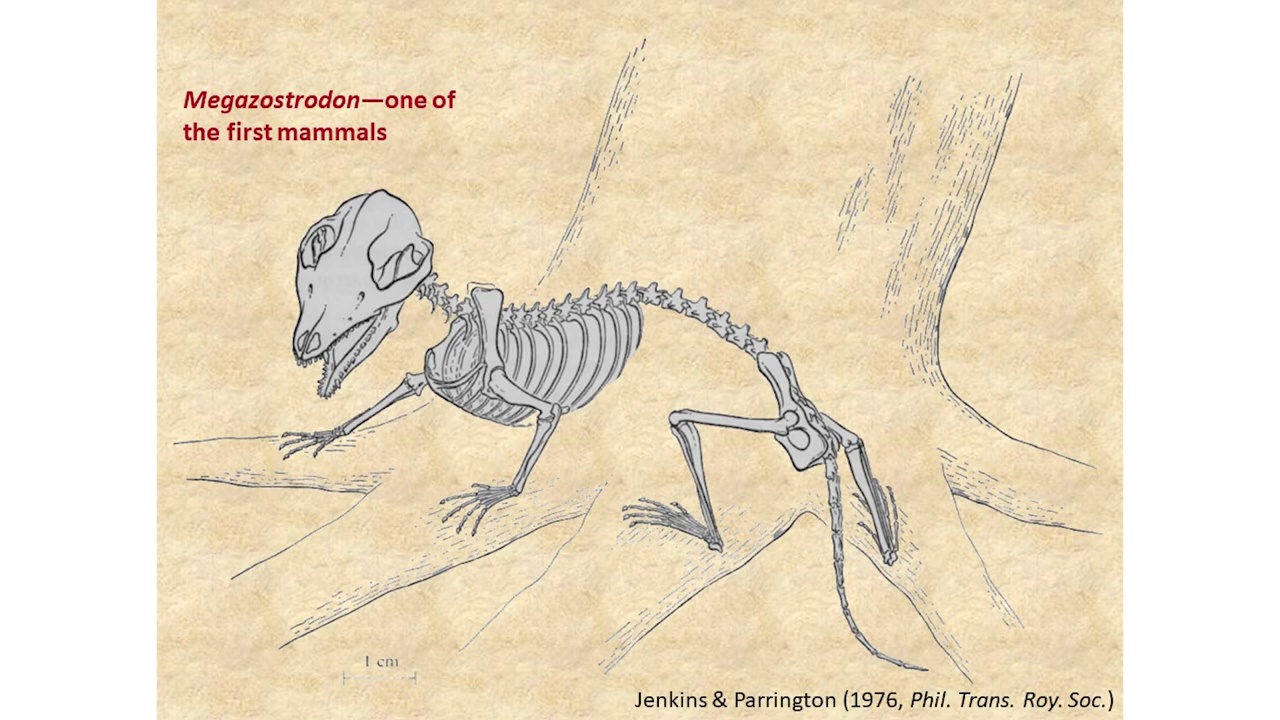 Megazostrodon—one of
the first mammals
1 cm
Jenkins & Parrington (1976, Phil. Trans. Roy. Soc.)